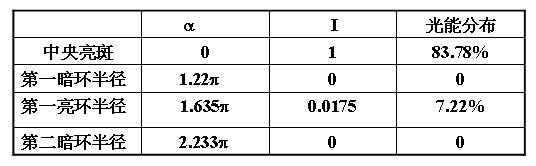 α I 光能分布
中央亮斑 0 1 83.78%
第一暗环半径 1.22π 0 0
第一亮环半径 1.635π 0.0175 7.22%
第二暗环半径 2.233π 0 0